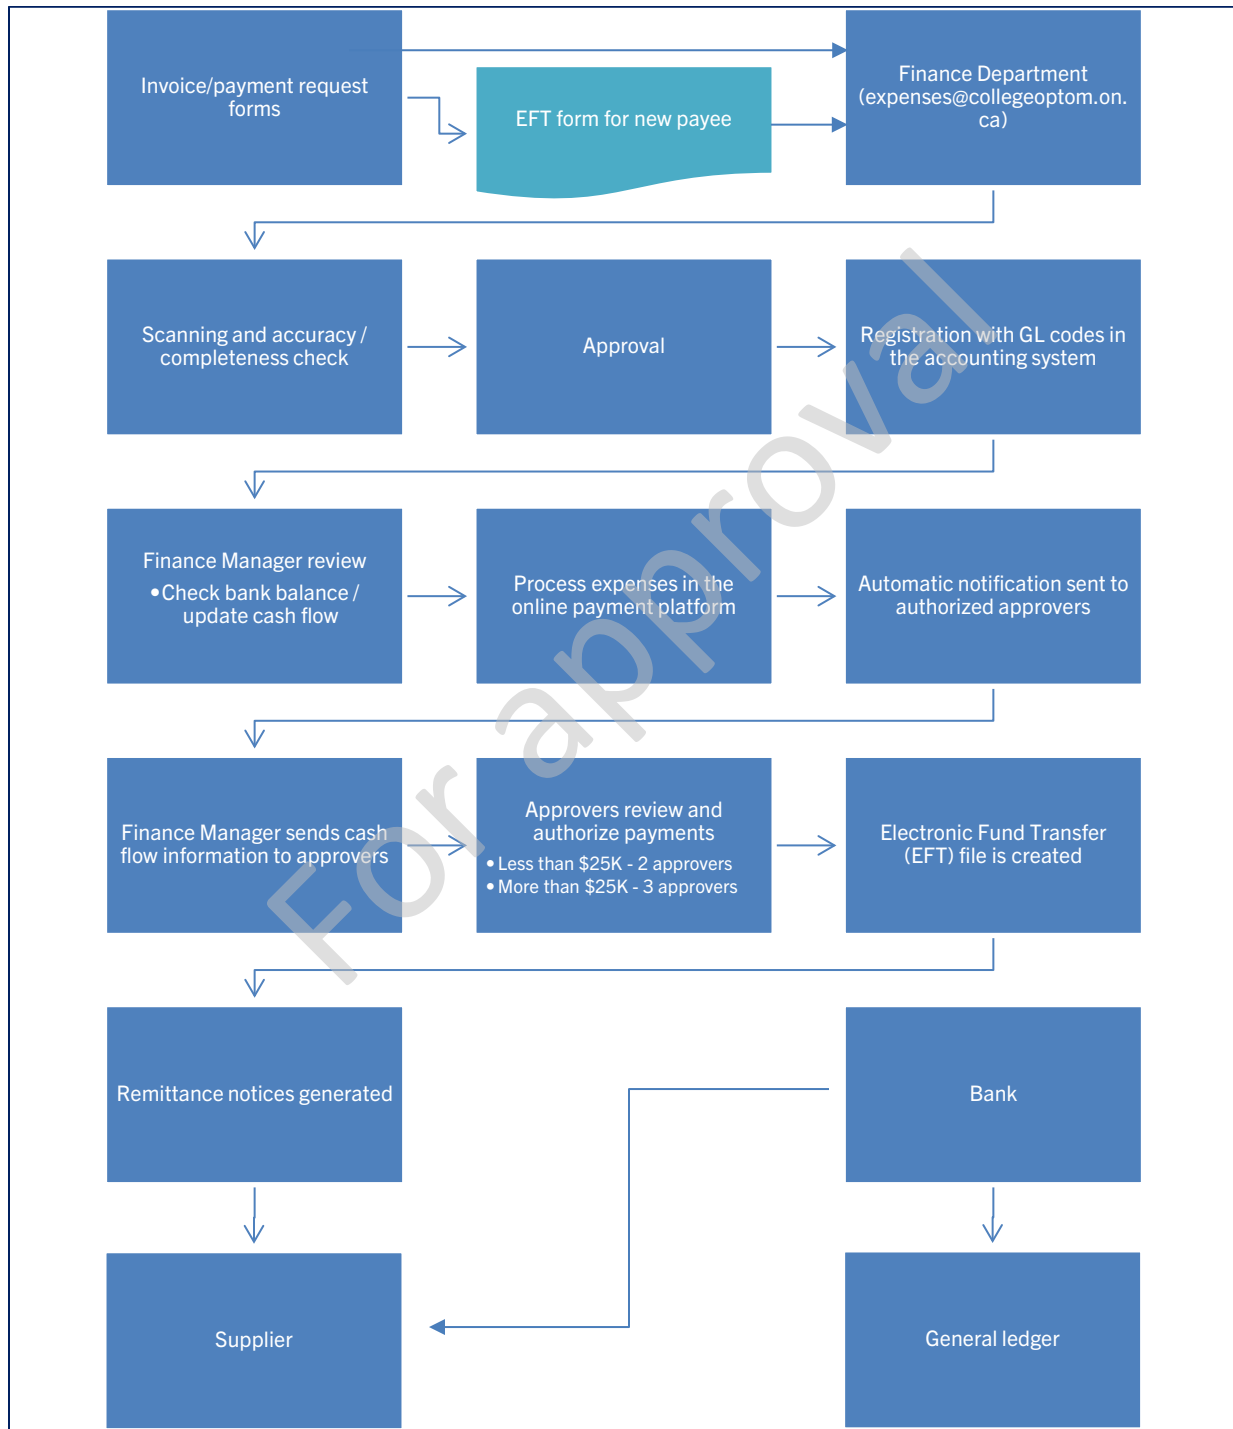 Invoice/payment request
forms
EFT form for new payee
Finance Department
(expenses@collegeoptom.on.
ca)
Scanning and accuracy /
completeness check
Approval
Registration with GL codes in
the accounting system
Finance Manager review
•Check bank balance /
update cash flow
Process expenses in the
online payment platform
Automatic notification sent to
authorized approvers
Finance Manager sends cash
flow information to approvers
Approvers review and
authorize payments
• Less than $25K - 2 approvers
• More than $25K - 3 approvers
Electronic Fund Transfer
(EFT) file is created
Remittance notices generated
Bank
Supplier
General ledger
For approval